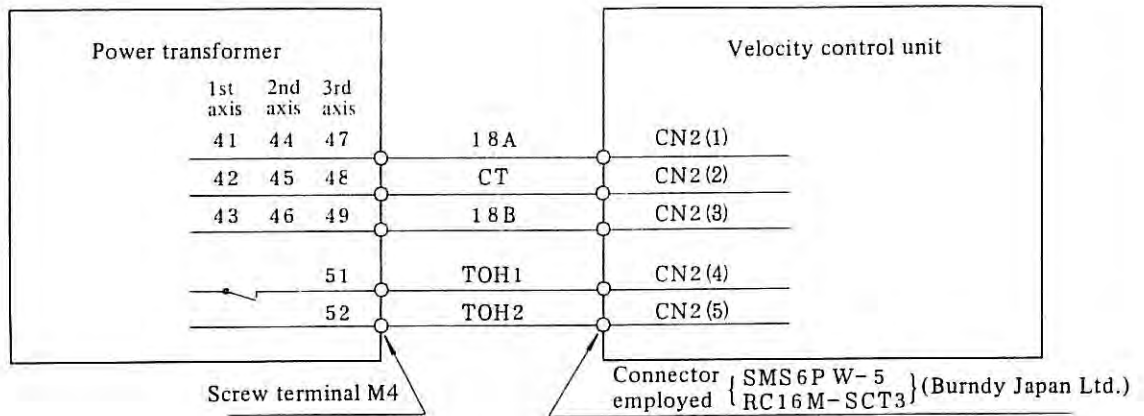 Power transformer
Velocity control unit
1st 2nd 3rd
axis axis axis
41 44 47 18A CN2(1)
42 45 48 CT CN2(2)
43 46 49 18B CN2(3)
51 TOH1 CN2(4)
52 TOH2 CN2(5)
Screw terminal M4
Connector employed { SMS6PW-5
RC16M-SCT3 } (Burndy Japan Ltd.)